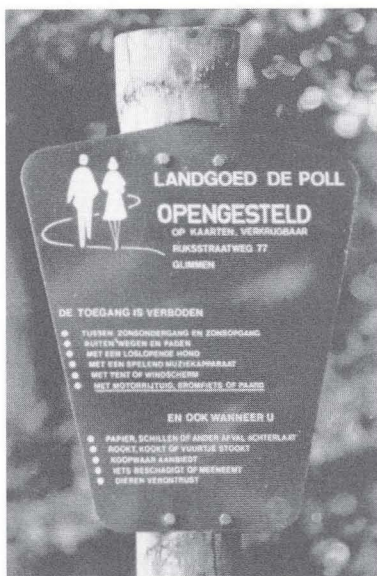 LANDGOED DE POLL
OPENGESTELD
OP KAARTEN, VERKRIJGBAAR
RIJKSSTRAATWEG 77
GLIMMEN
DE TOEGANG IS VERBODEN
TUSSEN ZONSONDERGANG EN ZONSOPGANG
BUITEN WEGEN EN PADEN
MET EEN LOSLOPENDE HOND
MET EEN SPELEND MUZIEKAPPARAAT
MET TENT OF WINDSCHERM
MET MOTORRIJTUIG, BROMFIETS OF PAARD
EN OOK WANNEER U
PAPIER, SCHILLEN OF ANDER AFVAL ACHTERLAAT
ROOKT, KOOKT OF VUURTJE STOOKT
KOOPWAAR AANBIEDT
IETS BESCHADIGT OF MEENEEMT
DIEREN VERONTRUST